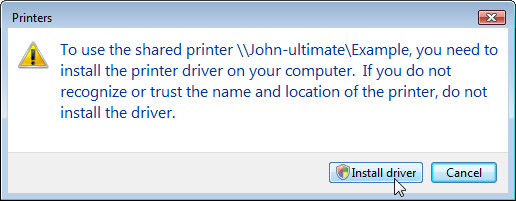 Printers
To use the shared printer \\John-ultimate\Example, you need to
install the printer driver on your computer.  If you do not
recognize or trust the name and location of the printer, do not
install the driver.
Install driver
Cancel